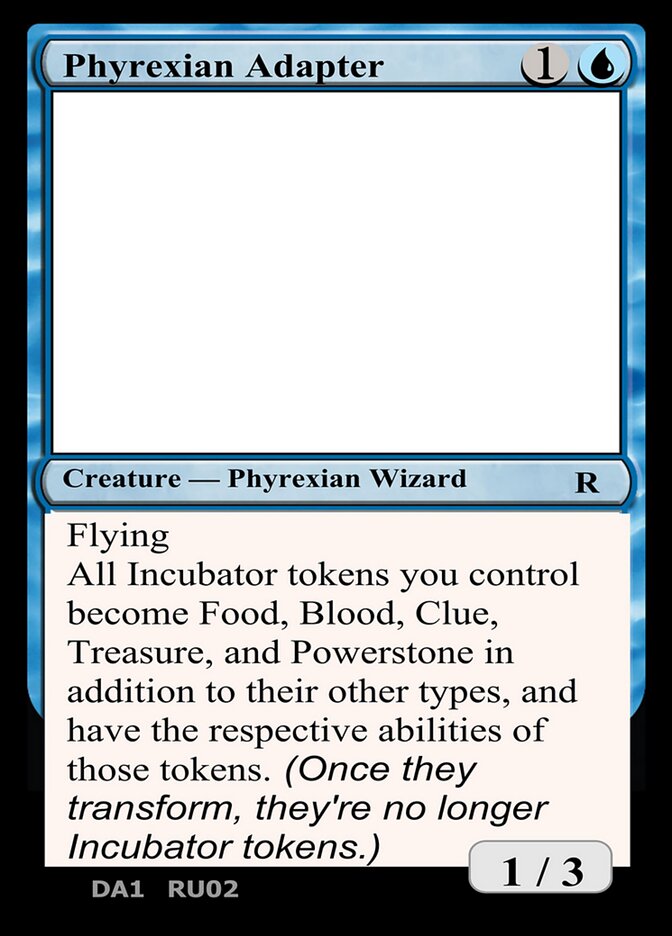 Phyrexian Adapter 1
Creature — Phyrexian Wizard R
Flying
All Incubator tokens you control
become Food, Blood, Clue,
Treasure, and Powerstone in
addition to their other types, and
have the respective abilities of
those tokens. (Once they
transform, they're no longer
Incubator tokens.)
1 / 3
DA1 RU02